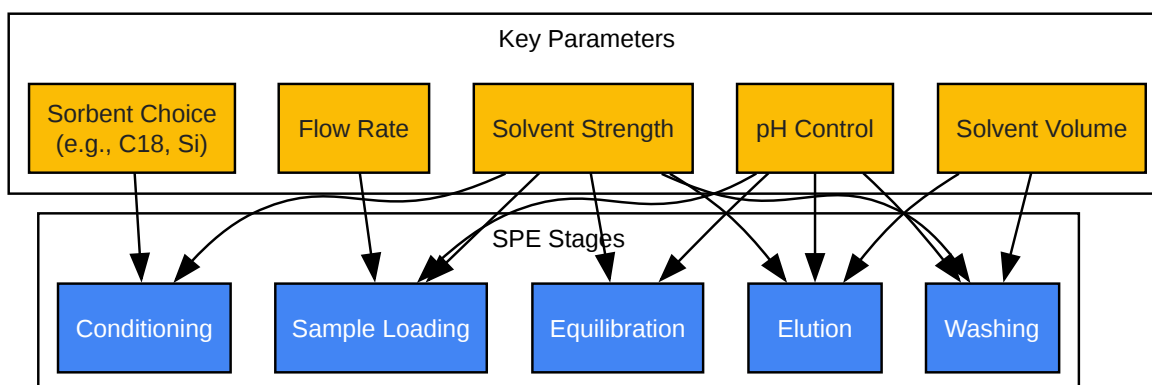 Key Parameters
Sorbent Choice
(e.g., C18, Si)
Flow Rate
Solvent Strength
pH Control
Solvent Volume
SPE Stages
Conditioning
Sample Loading
Equilibration
Elution
Washing